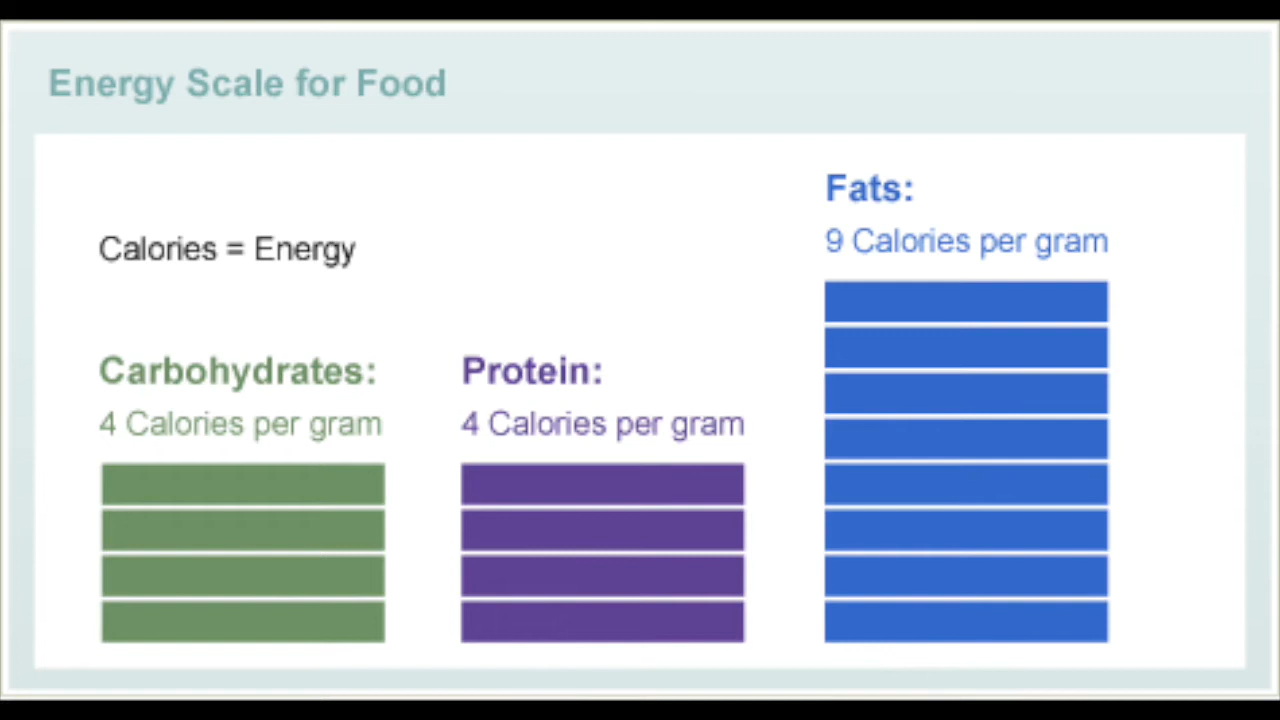 Energy Scale for Food
Calories = Energy
Carbohydrates:
4 Calories per gram
Protein:
4 Calories per gram
Fats:
9 Calories per gram